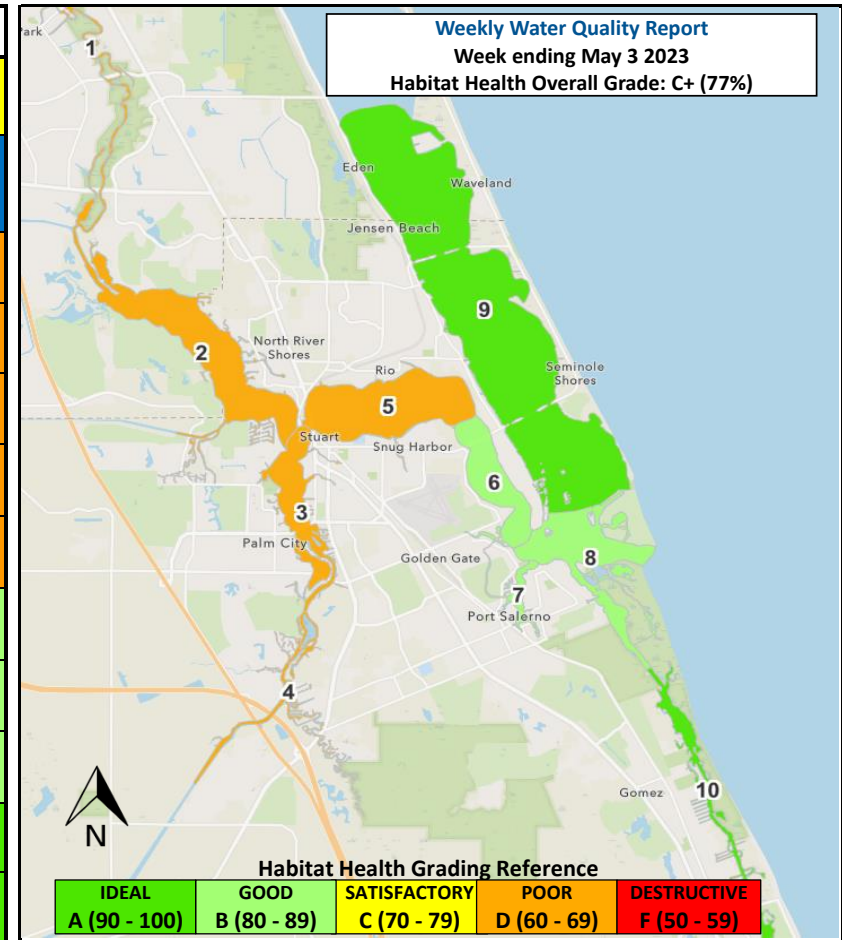 Weekly Water Quality Report
Week ending May 3 2023
Habitat Health Overall Grade: C+ (77%)
Park
1
Eden
Waveland
Jensen Beach
9
2
North River
Shores
Rio
Seminole
Shores
5
Stuart
Snug Harbor
6
3
Palm City
Golden Gate
8
7
Port Salerno
4
Gomez
10
N
Habitat Health Grading Reference
IDEAL GOOD SATISFACTORY POOR DESTRUCTIVE
A (90 - 100) B (80 - 89) C (70 - 79) D (60 - 69) F (50 - 59)